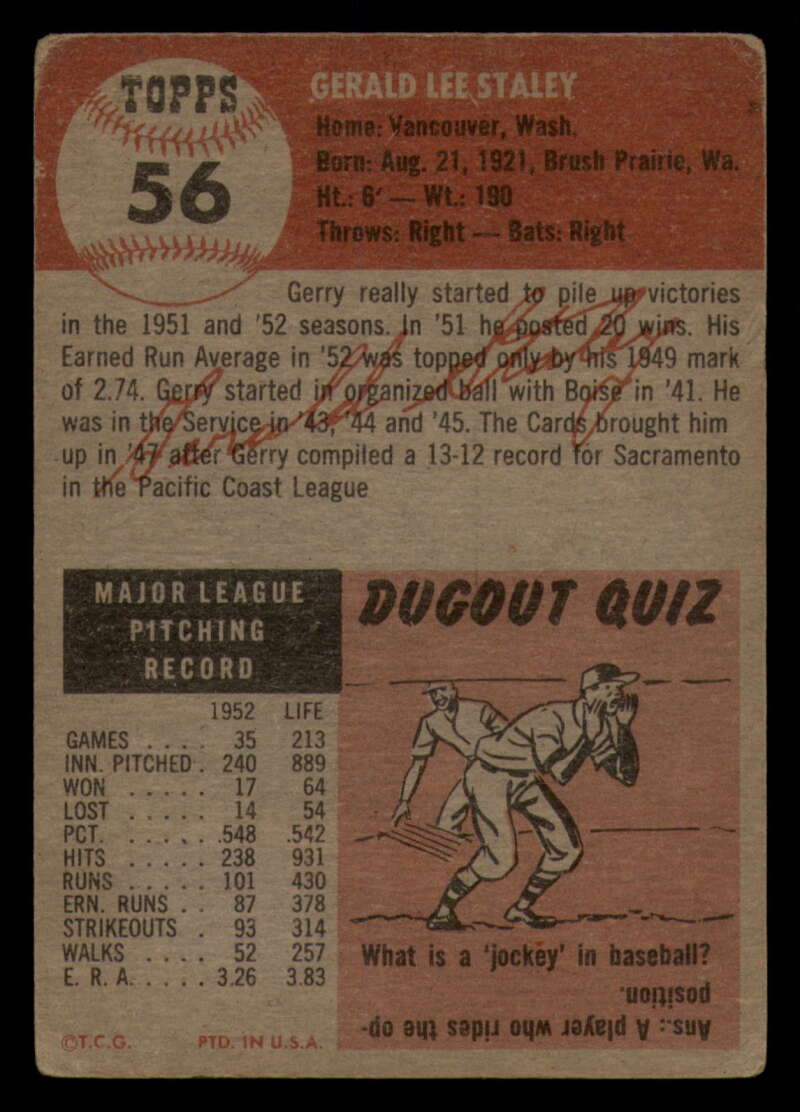 TOPPS
56
GERALD LEE STALEY
Home: Vancouver, Wash.
Born: Aug. 21, 1921, Brush Prairie, Wa.
Ht.: 6' — Wt.: 190
Throws: Right — Bats: Right
Gerry really started to pile up victories
in the 1951 and '52 seasons. In '51 he posted 20 wins. His
Earned Run Average in '52 was topped only by his 1949 mark
of 2.74. Gerry started in organized ball with Boise in '41. He
was in the Service in '43, '44 and '45. The Cards brought him
up in '47 after Gerry compiled a 13-12 record for Sacramento
in the Pacific Coast League
Gerald Staley
MAJOR LEAGUE
PITCHING
RECORD
1952 LIFE
GAMES . . . . 35 213
INN. PITCHED . 240 889
WON . . . . . 17 64
LOST . . . . . 14 54
PCT. . . . . . .548 .542
HITS . . . . . 238 931
RUNS . . . . . 101 430
ERN. RUNS . . 87 378
STRIKEOUTS . 93 314
WALKS . . . . 52 257
E. R. A. . . . . 3.26 3.83
©T.C.G. PTD. IN U.S.A.
DUGOUT QUIZ
What is a 'jockey' in baseball?
Ans.: A player who rides the op-
position.